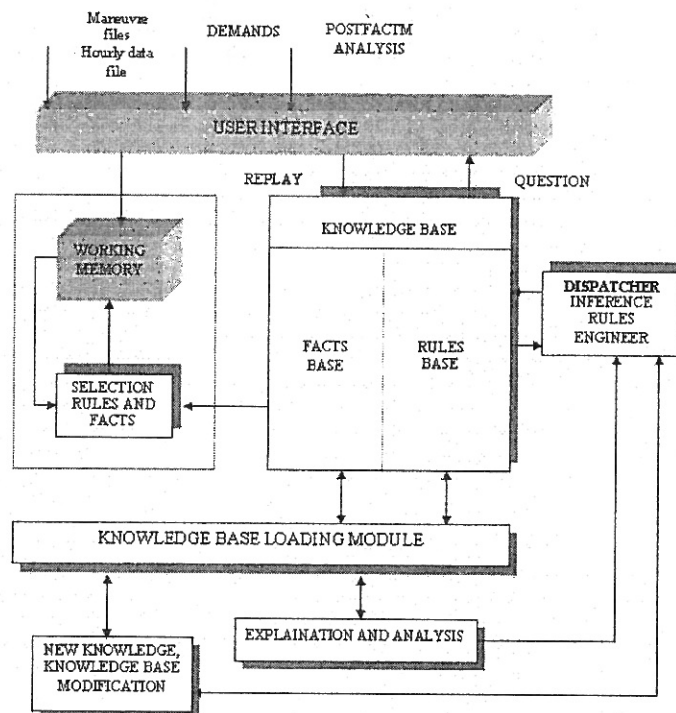 Maneuvre
files
Hourly data
file
DEMANDS
POSTFACTM
ANALYSIS
USER INTERFACE
REPLAY
QUESTION
KNOWLEDGE BASE
WORKING
MEMORY
DISPATCHER
INFERENCE
RULES
ENGINEER
FACTS
BASE
RULES
BASE
SELECTION
RULES AND
FACTS
KNOWLEDGE BASE LOADING MODULE
EXPLAINATION AND ANALYSIS
NEW KNOWLEDGE,
KNOWLEDGE BASE
MODIFICATION